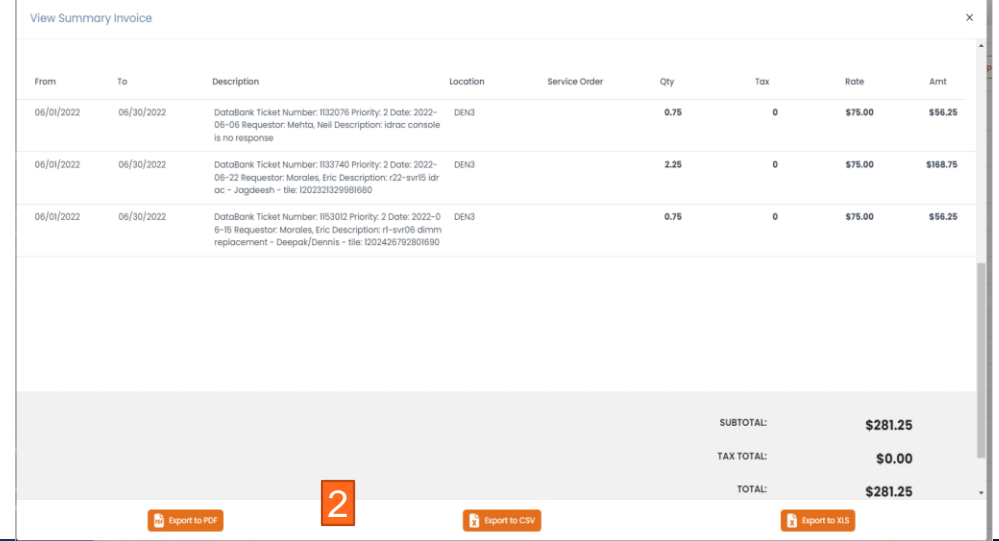 View Summary Invoice ×
From To Description Location Service Order Qty Tax Rate Amt
06/01/2022 06/30/2022 DataBank Ticket Number: 1132076 Priority: 2 Date: 2022- DEN3 0.75 0 $75.00 $56.25
06-06 Requestor: Mehta, Neil Description: idrac console
is no response
06/01/2022 06/30/2022 DataBank Ticket Number: 1133740 Priority: 2 Date: 2022- DEN3 2.25 0 $75.00 $168.75
06-22 Requestor: Morales, Eric Description: r22-svr15 idr
ac - Jagdeesh - tile: 1202321329981680
06/01/2022 06/30/2022 DataBank Ticket Number: 1153012 Priority: 2 Date: 2022-0 DEN3 0.75 0 $75.00 $56.25
6-15 Requestor: Morales, Eric Description: r1-svr06 dimm
replacement - Deepak/Dennis - tile: 1202426792801690
SUBTOTAL: $281.25
TAX TOTAL: $0.00
TOTAL: $281.25
2
Export to PDF Export to CSV Export to XLS